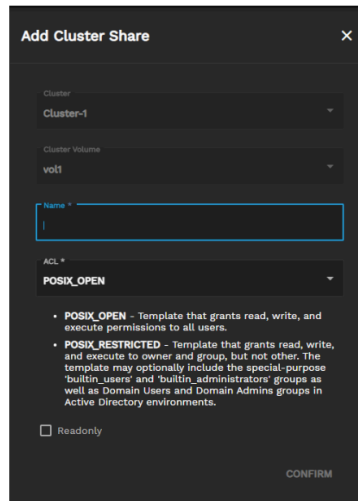 Add Cluster Share
Cluster
Cluster-1
Cluster Volume
vol1
Name *
ACL *
POSIX_OPEN
• POSIX_OPEN - Template that grants read, write, and
execute permissions to all users.
• POSIX_RESTRICTED - Template that grants read, write,
and execute to owner and group, but not other. The
template may optionally include the special-purpose
'builtin_users' and 'builtin_administrators' groups as
well as Domain Users and Domain Admins groups in
Active Directory environments.
Readonly
CONFIRM